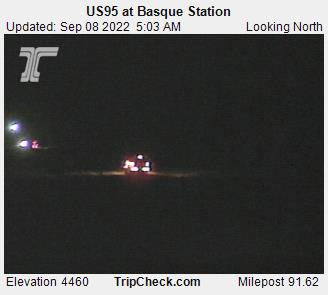 US95 at Basque Station
Updated: Sep 08 2022 5:03 AM Looking North
Elevation 4460 TripCheck.com Milepost 91.62